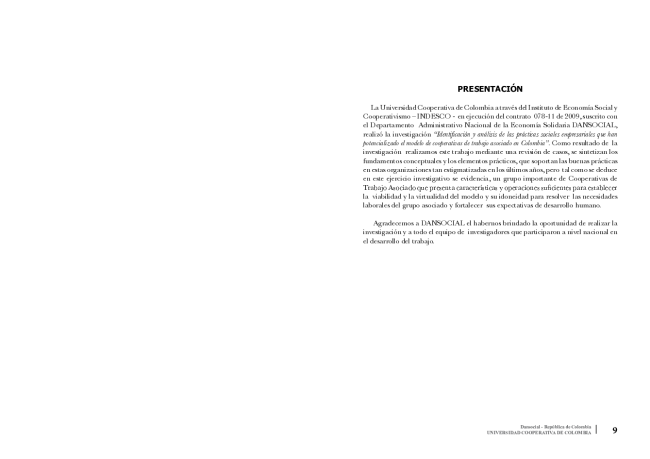 PRESENTACIÓN
La Universidad Cooperativa de Colombia a través del Instituto de Economía Social y
Cooperativismo – INDESCO - en ejecución del contrato 078-11 de 2009, suscrito con
el Departamento Administrativo Nacional de la Economía Solidaria DANSOCIAL,
realizó la investigación "Identificación y análisis de las prácticas sociales empresariales que han
potencializado el modelo de cooperativas de trabajo asociado en Colombia". Como resultado de la
investigación realizamos este trabajo mediante una revisión de casos, se sintetizan los
fundamentos conceptuales y los elementos prácticos, que soportan las buenas prácticas
en estas organizaciones tan estigmatizadas en los últimos años, pero tal como se deduce
en este ejercicio investigativo se evidencia, un grupo importante de Cooperativas de
Trabajo Asociado que presenta características y operaciones suficientes para establecer
la viabilidad y la virtualidad del modelo y su idoneidad para resolver las necesidades
laborales del grupo asociado y fortalecer sus expectativas de desarrollo humano.
Agradecemos a DANSOCIAL el habernos brindado la oportunidad de realizar la
investigación y a todo el equipo de investigadores que participaron a nivel nacional en
el desarrollo del trabajo.
Dansocial - República de Colombia
UNIVERSIDAD COOPERATIVA DE COLOMBIA
9